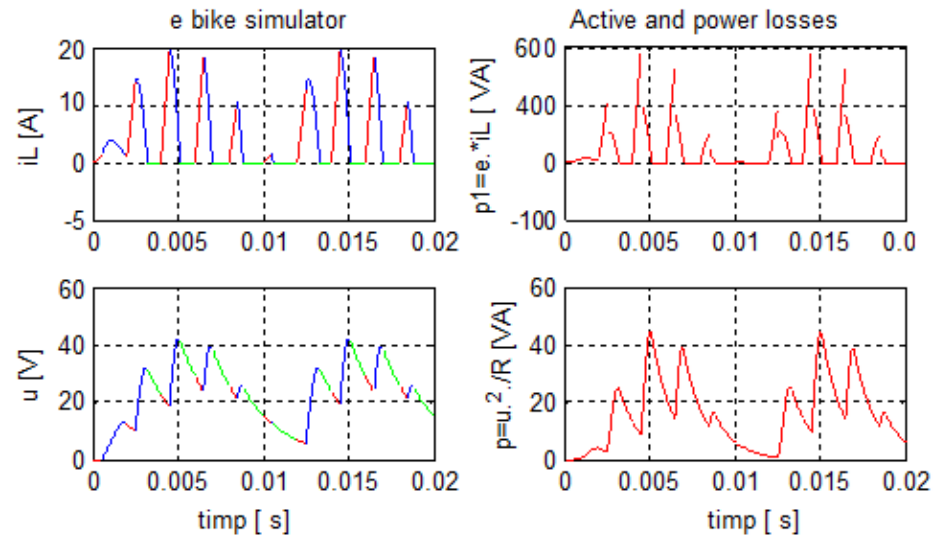 e bike simulator
iL [A]
20
10
0
-5
0 0.005 0.01 0.015 0.02
Active and power losses
p1=e.*iL [ VA]
600
400
0
-100
0 0.005 0.01 0.015 0.0
u [V]
60
40
20
0
0 0.005 0.01 0.015 0.02
timp [ s]
p=u.² ./R [VA]
60
40
20
0
0 0.005 0.01 0.015 0.02
timp [ s]